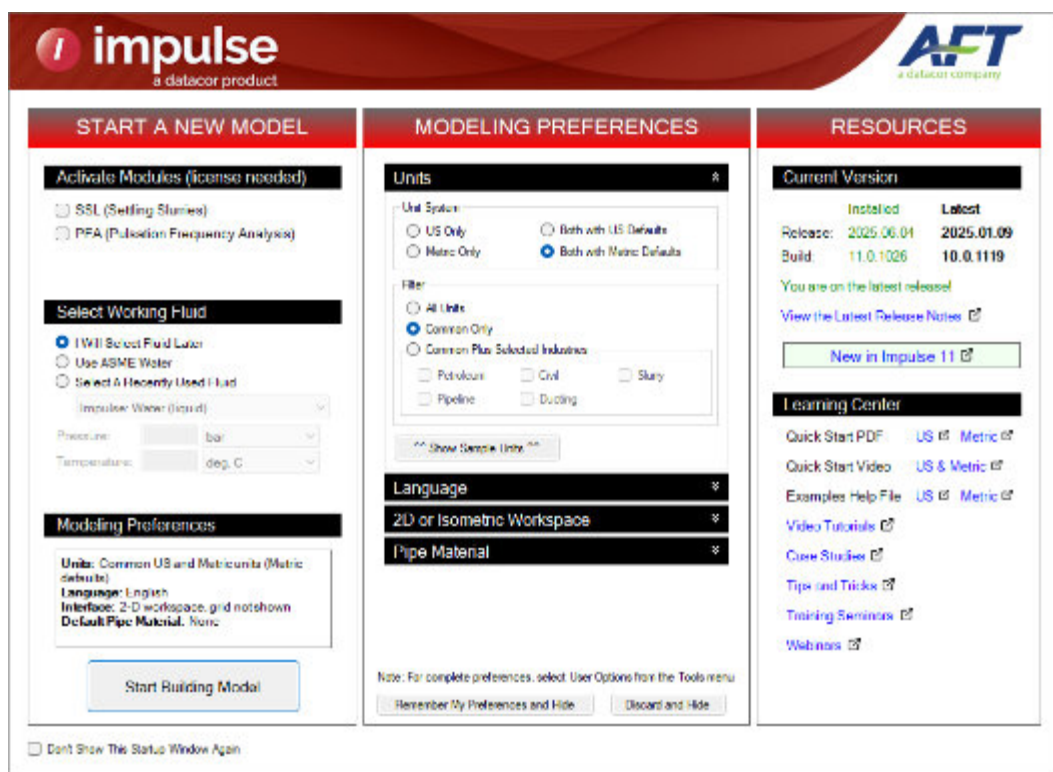 impulse
a datacor product
AFT
a datacor company
START A NEW MODEL
Activate Modules (license needed)
SSL (Settling Slurries)
PFA (Pulsation Frequency Analysis)
Select Working Fluid
I Will Select Fluid Later
Use ASME Water
Select A Recently Used Fluid
Impulser Water (liquid)
Pressure: bar
Temperature: deg. C
Modeling Preferences
Units: Common US and Metric units (Metric
defaults)
Language: English
Interface: 2-D workspace, grid not shown
Default Pipe Material: None
Start Building Model
Don't Show This Startup Window Again
MODELING PREFERENCES
Units
Unit System
US Only Both with US Defaults
Metric Only Both with Metric Defaults
Filter
All Units
Common Only
Common Plus Selected Industries
Petroleum Civil Slurry
Pipeline Ducting
^^ Show Sample Units ^^
Language
2D or Isometric Workspace
Pipe Material
Note: For complete preferences, select User Options from the Tools menu
Remember My Preferences and Hide Discard and Hide
RESOURCES
Current Version
Installed Latest
Release: 2025.06.04 2025.01.09
Build: 11.0.1026 10.0.1119
You are on the latest release!
View the Latest Release Notes
New in Impulse 11
Learning Center
Quick Start PDF US Metric
Quick Start Video US & Metric
Examples Help File US Metric
Video Tutorials
Case Studies
Tips and Tricks
Training Seminars
Webinars